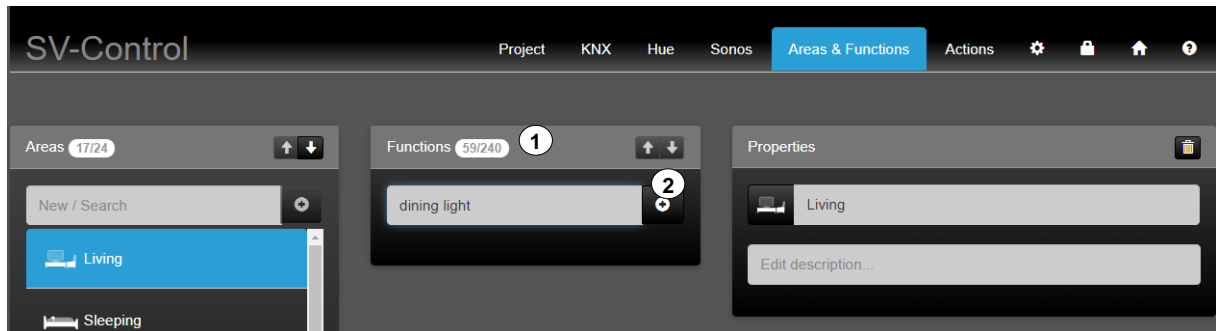 SV-Control
Project KNX Hue Sonos Areas & Functions Actions ?
Areas 17/24
Functions 59/240 1
Properties
New / Search
dining light
2
Living
Living
Edit description...
Sleeping